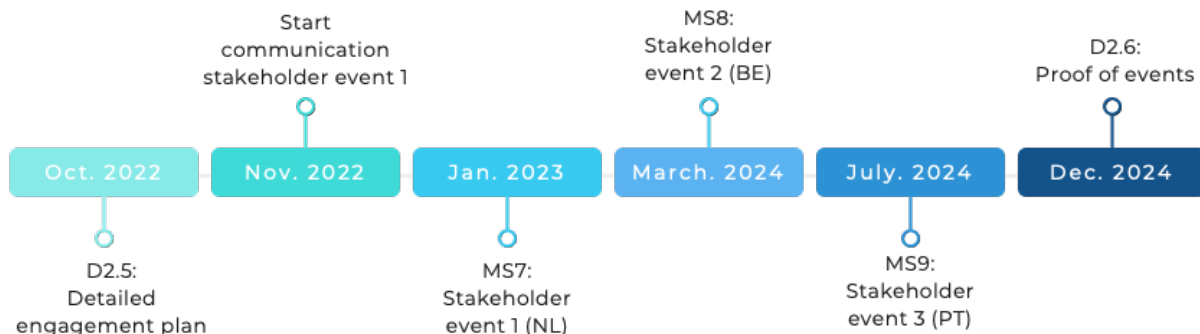 Start
communication
stakeholder event 1
MS8:
Stakeholder
event 2 (BE)
D2.6:
Proof of events
Oct. 2022
Nov. 2022
Jan. 2023
March. 2024
July. 2024
Dec. 2024
D2.5:
Detailed
engagement plan
MS7:
Stakeholder
event 1 (NL)
MS9:
Stakeholder
event 3 (PT)